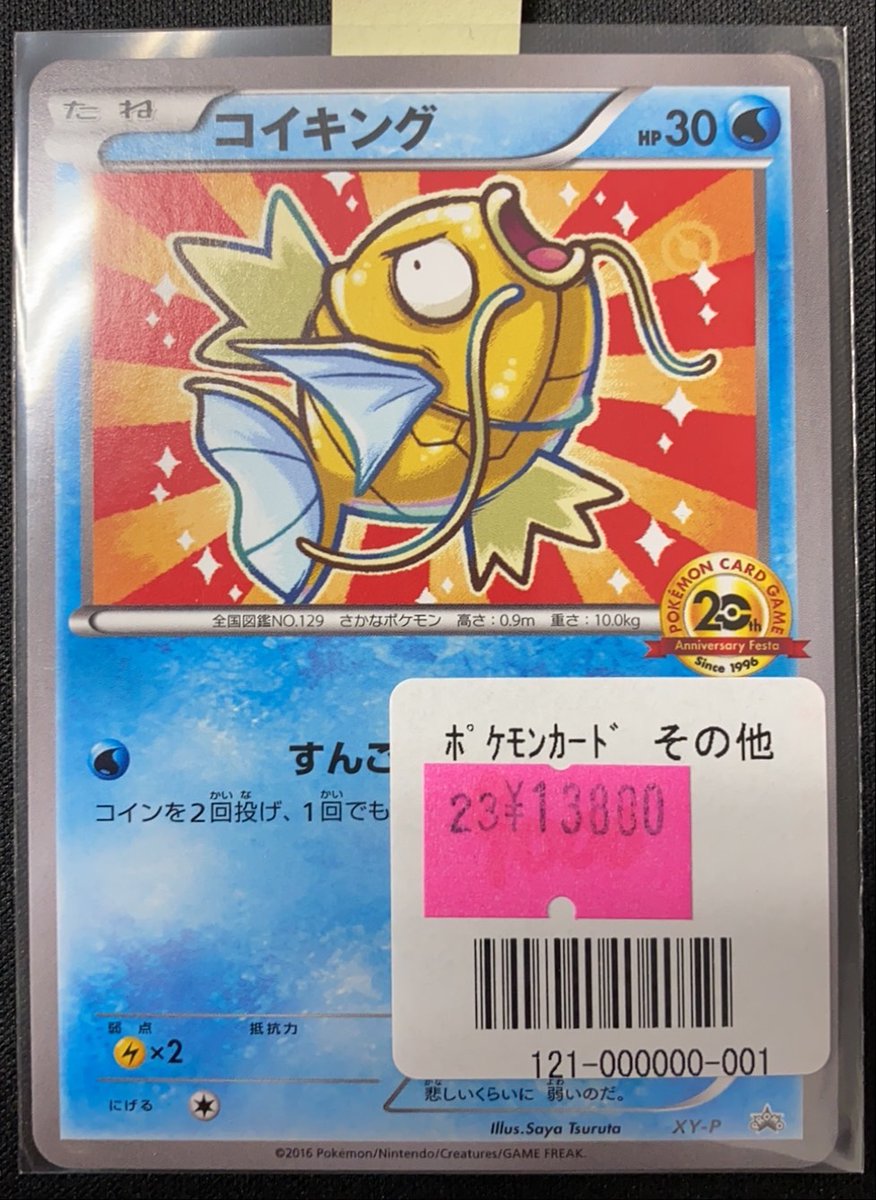 たね
コイキング
HP30
全国図鑑NO.129 さかなポケモン 高さ:0.9m 重さ:10.0kg
POKÉMON CARD GAME
20th
Anniversary Festa
Since 1996
ポケモンカード その他
23¥13800
121-000000-001
すんご
コインを2回投げ、1回でも
弱点
×2
抵抗力
にげる
悲しいくらいに 弱いのだ。
Illus.Saya Tsuruta
XY-P
©2016 Pokémon/Nintendo/Creatures/GAME FREAK.